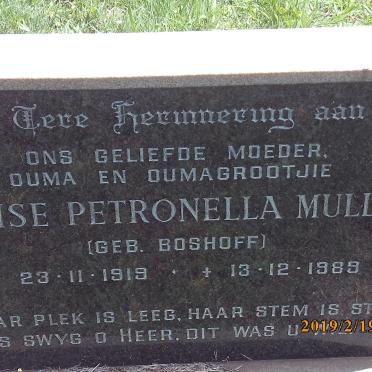 Tere Herinnering aan
ONS GELIEFDE MOEDER,
OUMA EN OUMAGROOTJIE
ISE PETRONELLA MULL
(GEB. BOSHOFF)
23·11·1919 · + 13·12·1989
AR PLEK IS LEEG, HAAR STEM IS ST
S SWYG O HEER, DIT WAS U
2019/2/19